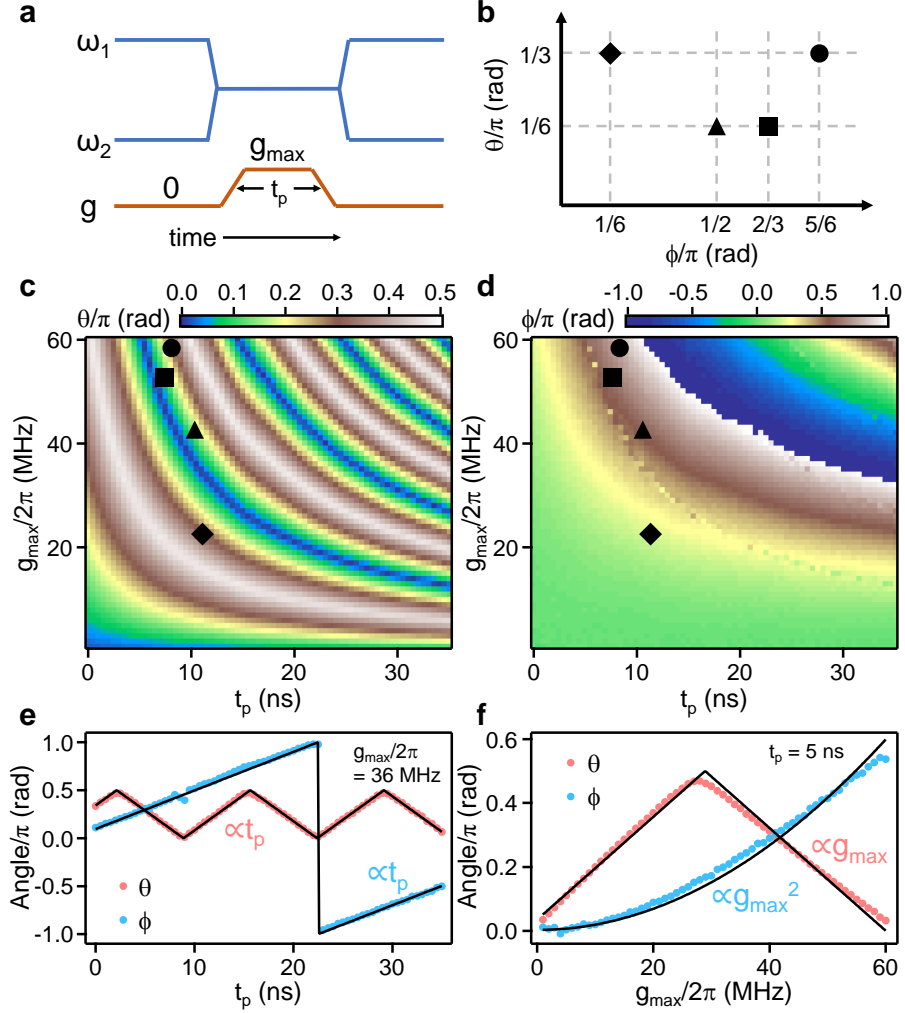 a
ω1
ω2
gmax
0
tp
g
time
b
θ/π (rad)
1/3
1/6
1/6
1/2
2/3
5/6
ϕ/π (rad)
c
θ/π (rad)
0.0
0.1
0.2
0.3
0.4
0.5
gmax/2π (MHz)
60
40
20
0
10
20
30
tp (ns)
d
ϕ/π (rad)
-1.0
-0.5
0.0
0.5
1.0
gmax/2π (MHz)
60
40
20
0
10
20
30
tp (ns)
e
Angle/π (rad)
1.0
0.5
0.0
-0.5
-1.0
gmax/2π
= 36 MHz
∝tp
∝tp
θ
ϕ
0
10
20
30
tp (ns)
f
Angle/π (rad)
0.6
0.4
0.2
0.0
θ
ϕ
tp = 5 ns
∝gmax
∝gmax2
0
20
40
60
gmax/2π (MHz)